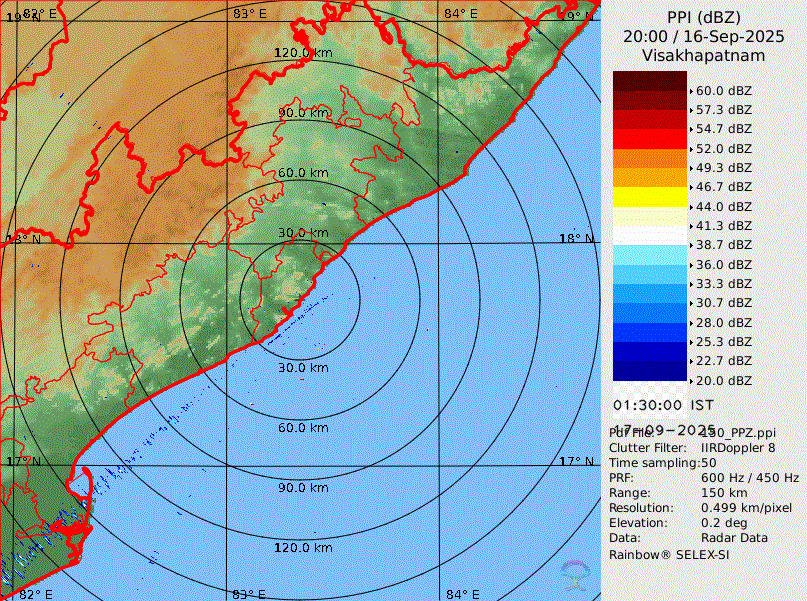 82° E
83° E
84° E
19° N
19° N
120.0 km
90.0 km
60.0 km
30.0 km
18° N
18° N
30.0 km
60.0 km
17° N
17° N
90.0 km
120.0 km
82° E
83° E
84° E
PPI (dBZ)
20:00 / 16-Sep-2025
Visakhapatnam
60.0 dBZ
57.3 dBZ
54.7 dBZ
52.0 dBZ
49.3 dBZ
46.7 dBZ
44.0 dBZ
41.3 dBZ
38.7 dBZ
36.0 dBZ
33.3 dBZ
30.7 dBZ
28.0 dBZ
25.3 dBZ
22.7 dBZ
20.0 dBZ
01:30:00 IST
17-09-2025
Pdf File: 150_PPZ.ppi
Clutter Filter: IIRDoppler 8
Time sampling:50
PRF: 600 Hz / 450 Hz
Range: 150 km
Resolution: 0.499 km/pixel
Elevation: 0.2 deg
Data: Radar Data
Rainbow® SELEX-SI